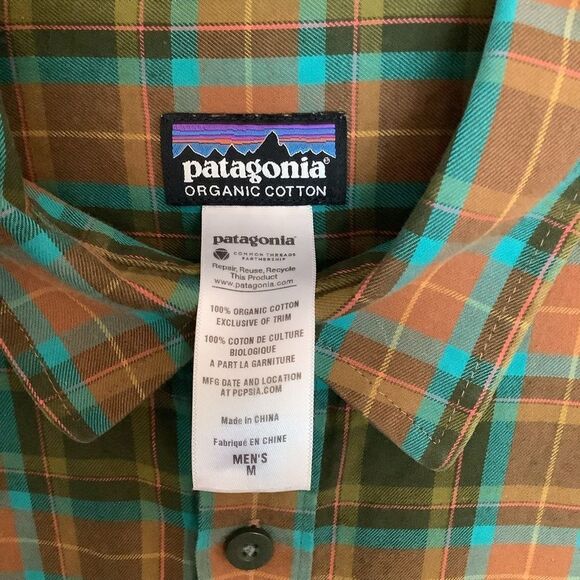 patagonia®
ORGANIC COTTON
patagonia®
COMMON THREADS
PARTNERSHIP
Repair, Reuse, Recycle
This Product
www.patagonia.com
100% ORGANIC COTTON
EXCLUSIVE OF TRIM
100% COTON DE CULTURE
BIOLOGIQUE
A PART LA GARNITURE
MFG DATE AND LOCATION
AT PCPSIA.COM
Made in CHINA
Fabriqué EN CHINE
MEN'S
M